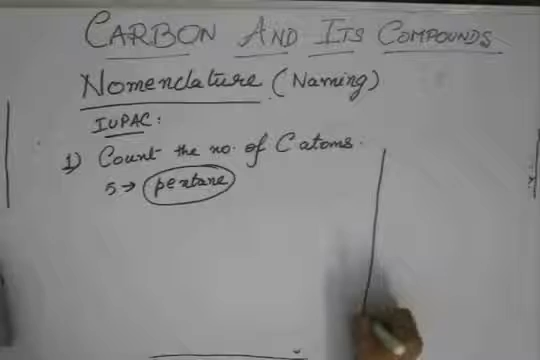 CARBON AND ITS COMPOUNDS
Nomenclature (Naming)
IUPAC:
1) Count the no. of C atoms.
5 → pentane